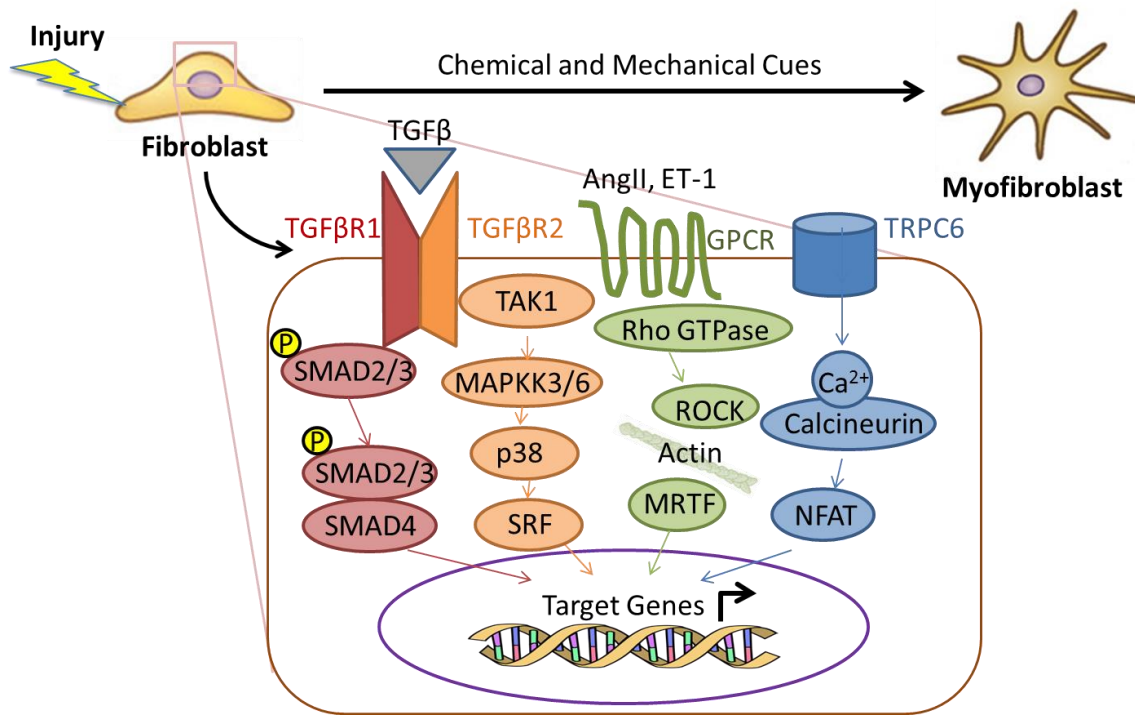 Injury
Chemical and Mechanical Cues
Fibroblast
TGFβ
Myofibroblast
AngII, ET-1
TGFβR1
TGFβR2
GPCR
TRPC6
TAK1
Rho GTPase
P
SMAD2/3
MAPKK3/6
ROCK
Ca2+
Calcineurin
P
SMAD2/3
p38
Actin
SMAD4
SRF
MRTF
NFAT
Target Genes